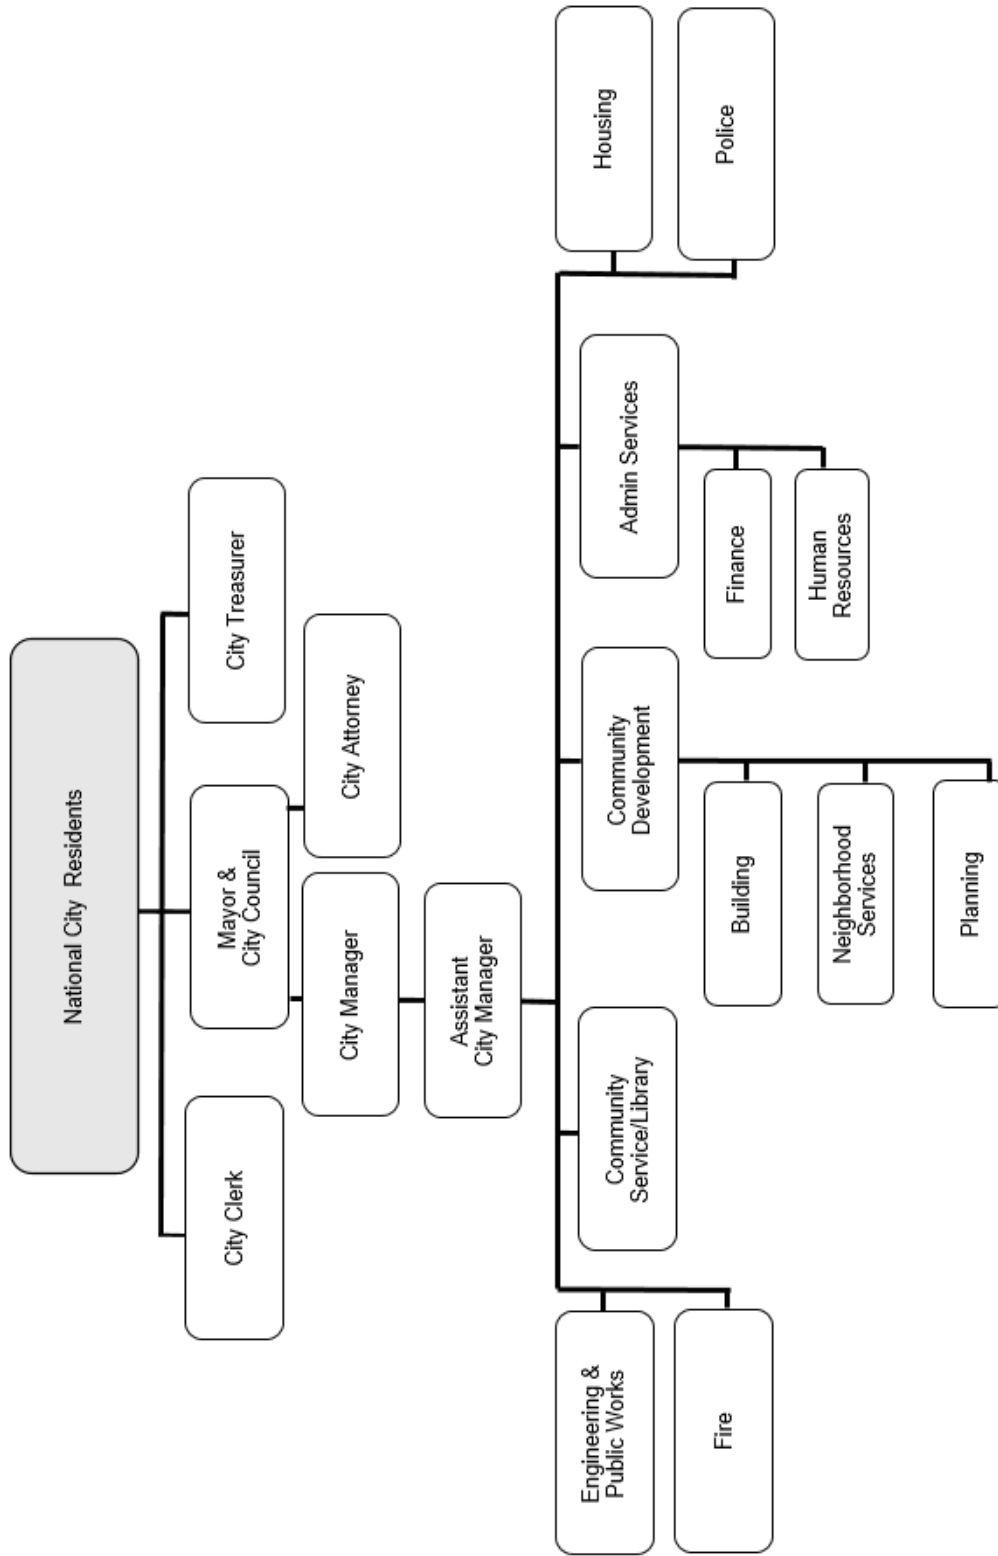 National City Residents
City Clerk
Mayor &
City Council
City Treasurer
City Manager
City Attorney
Assistant
City Manager
Engineering &
Public Works
Fire
Community
Service/Library
Community
Development
Building
Neighborhood
Services
Planning
Admin Services
Finance
Human
Resources
Housing
Police